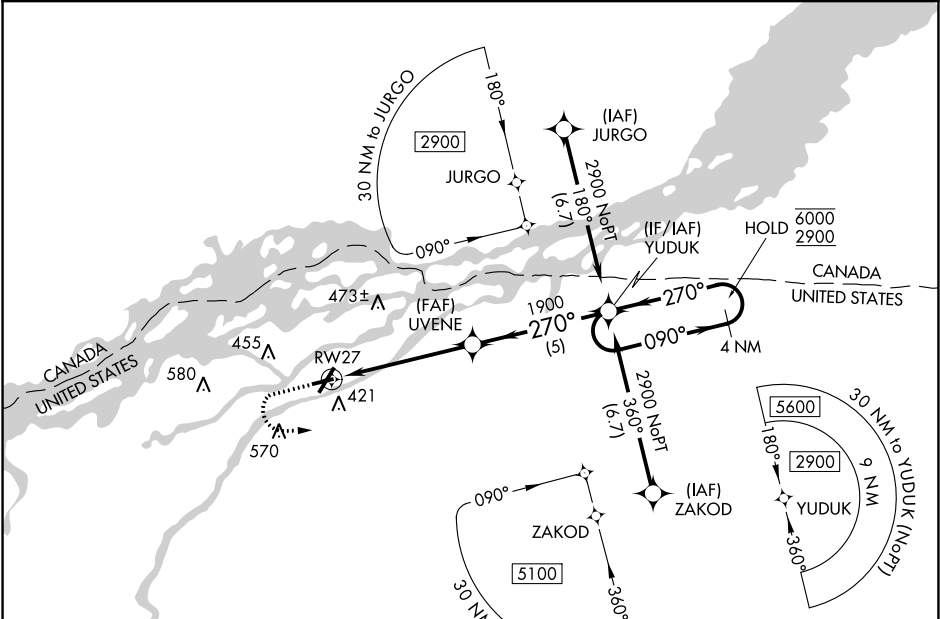 30 NM to JURGO
2900
180°
JURGO
090°
(IAF)
JURGO
2900 NoPT
180°
(6.7)
(IF/IAF)
YUDUK
HOLD
6000
2900
CANADA
UNITED STATES
270°
090°
4 NM
473±
(FAF)
UVENE
1900
270°
(5)
455
580
RW27
421
570
CANADA
UNITED STATES
2900 NoPT
360°
(6.7)
(IAF)
ZAKOD
090°
ZAKOD
5100
360°
30 NM
5600
180°
2900
9 NM
YUDUK
360°
30 NM to YUDUK (NoPT)